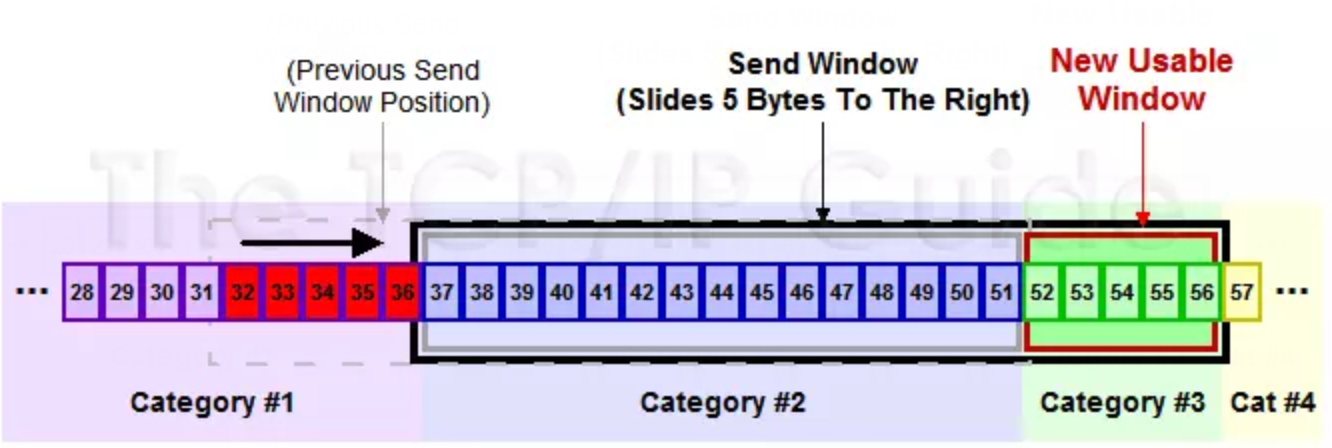 (Previous Send
Window Position)
Send Window
(Slides 5 Bytes To The Right)
New Usable
Window
The TCP/IP Guide
... 28 29 30 31 32 33 34 35 36 37 38 39 40 41 42 43 44 45 46 47 48 49 50 51 52 53 54 55 56 57 ...
Category #1
Category #2
Category #3
Cat #4